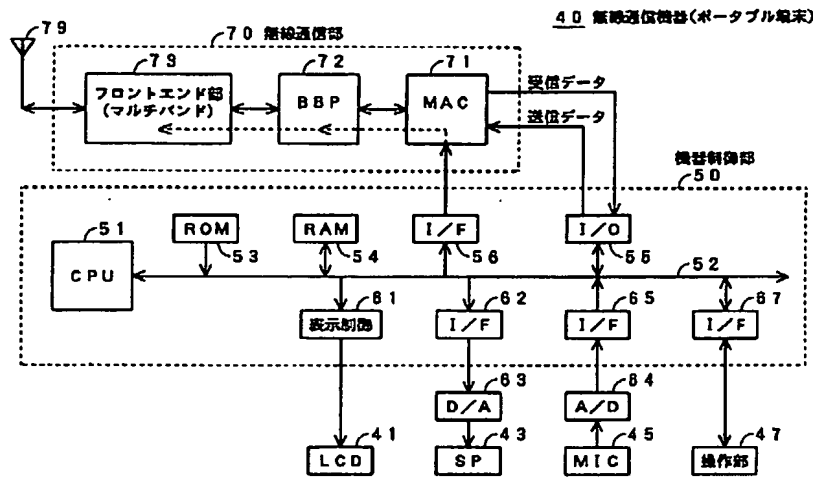 40 無線通信機器(ポータブル端末)
79
70 無線通信部
73
72
71
フロントエンド部
(マルチバンド)
BBP
MAC
受信データ
送信データ
機器制御部
50
51
CPU
ROM
53
RAM
54
I/F
56
I/O
55
52
61
62
65
67
表示制御
I/F
I/F
I/F
63
64
D/A
A/D
41
43
45
47
LCD
SP
MIC
操作部